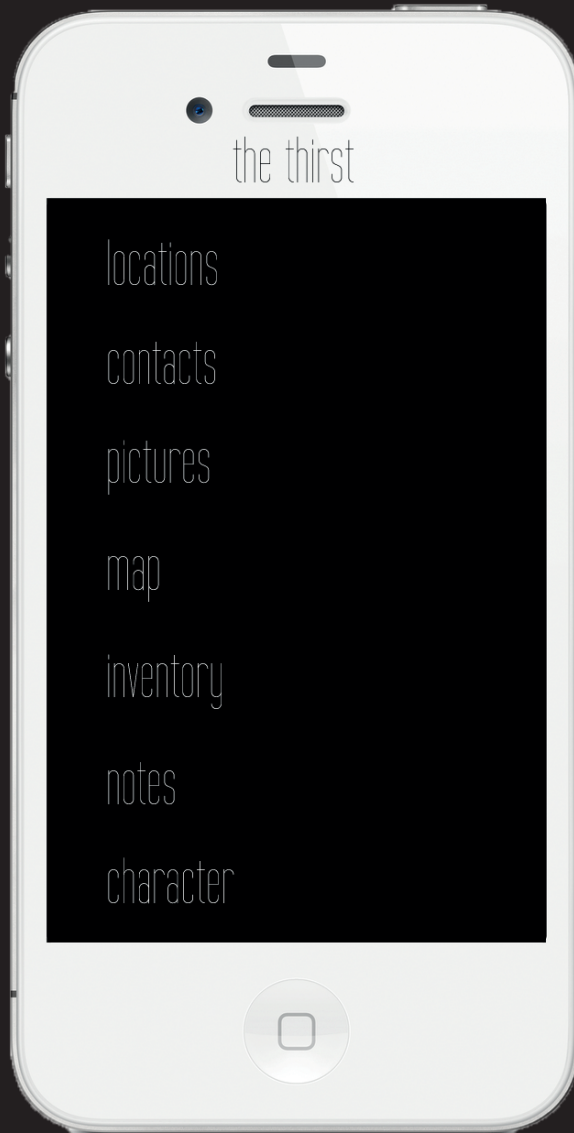 the thirst
locations
contacts
pictures
map
inventory
notes
character